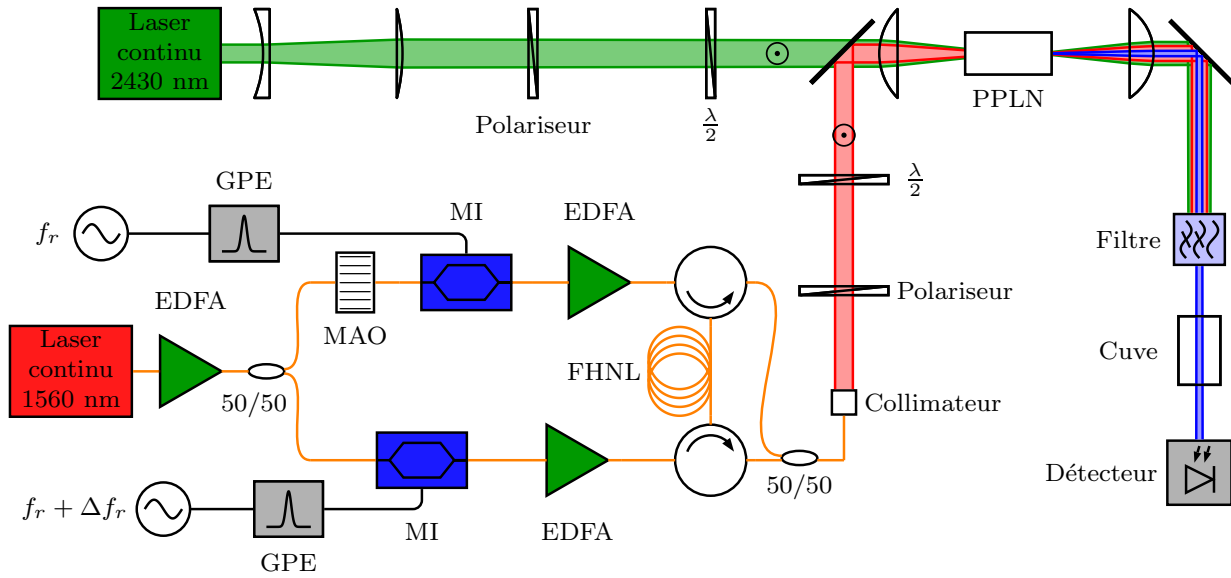 Laser
continu
2430 nm
Polariseur
λ/2
PPLN
λ/2
GPE
MI
EDFA
f_r
Filtre
EDFA
Polariseur
MAO
Laser
continu
1560 nm
FHNL
Cuve
50/50
Collimateur
Détecteur
50/50
f_r + Δf_r
MI
EDFA
GPE